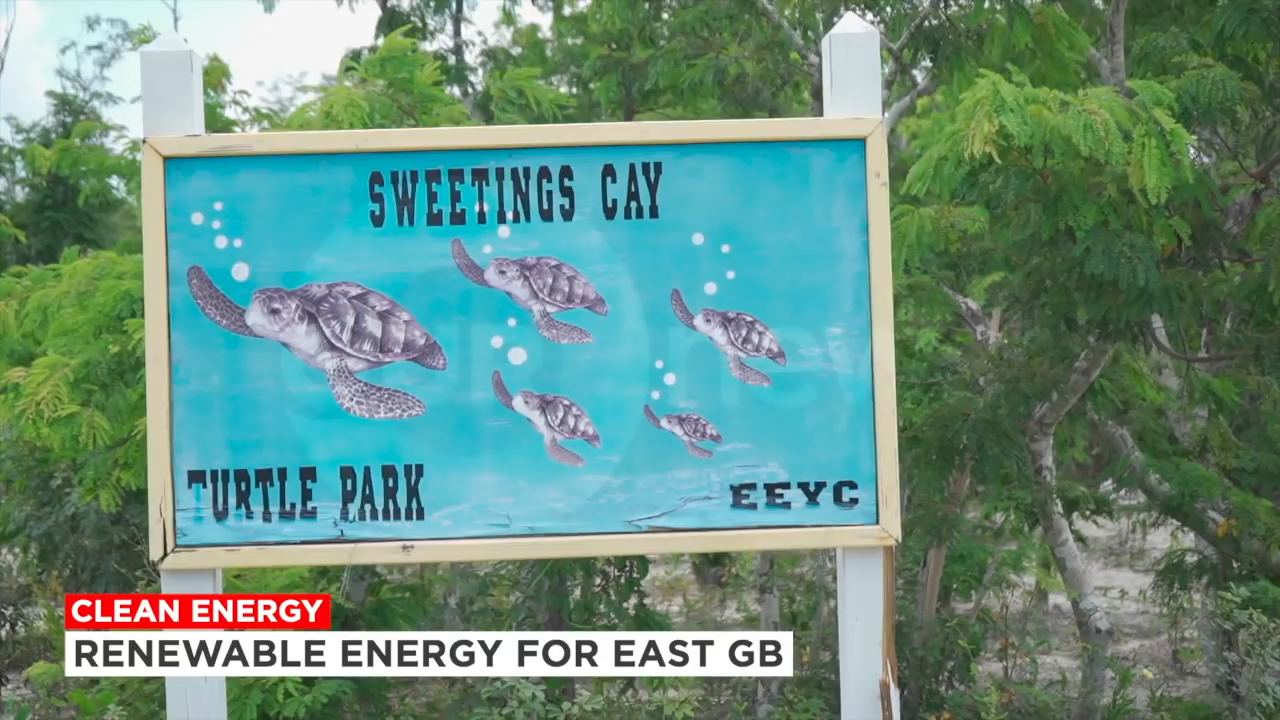 SWEETINGS CAY
TURTLE PARK
EEYC
CLEAN ENERGY
RENEWABLE ENERGY FOR EAST GB